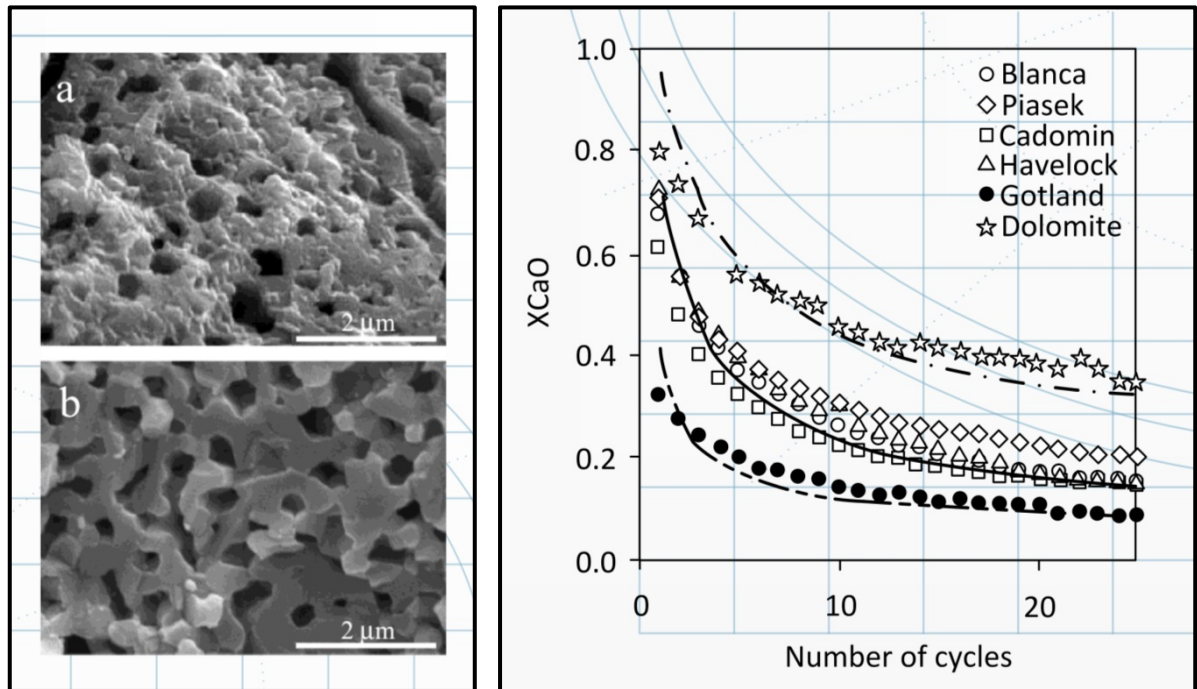 a
2 μm
b
2 μm
1.0
0.8
0.6
0.4
0.2
0.0
XCaO
Blanca
Piasek
Cadomin
Havelock
Gotland
Dolomite
0 10 20
Number of cycles